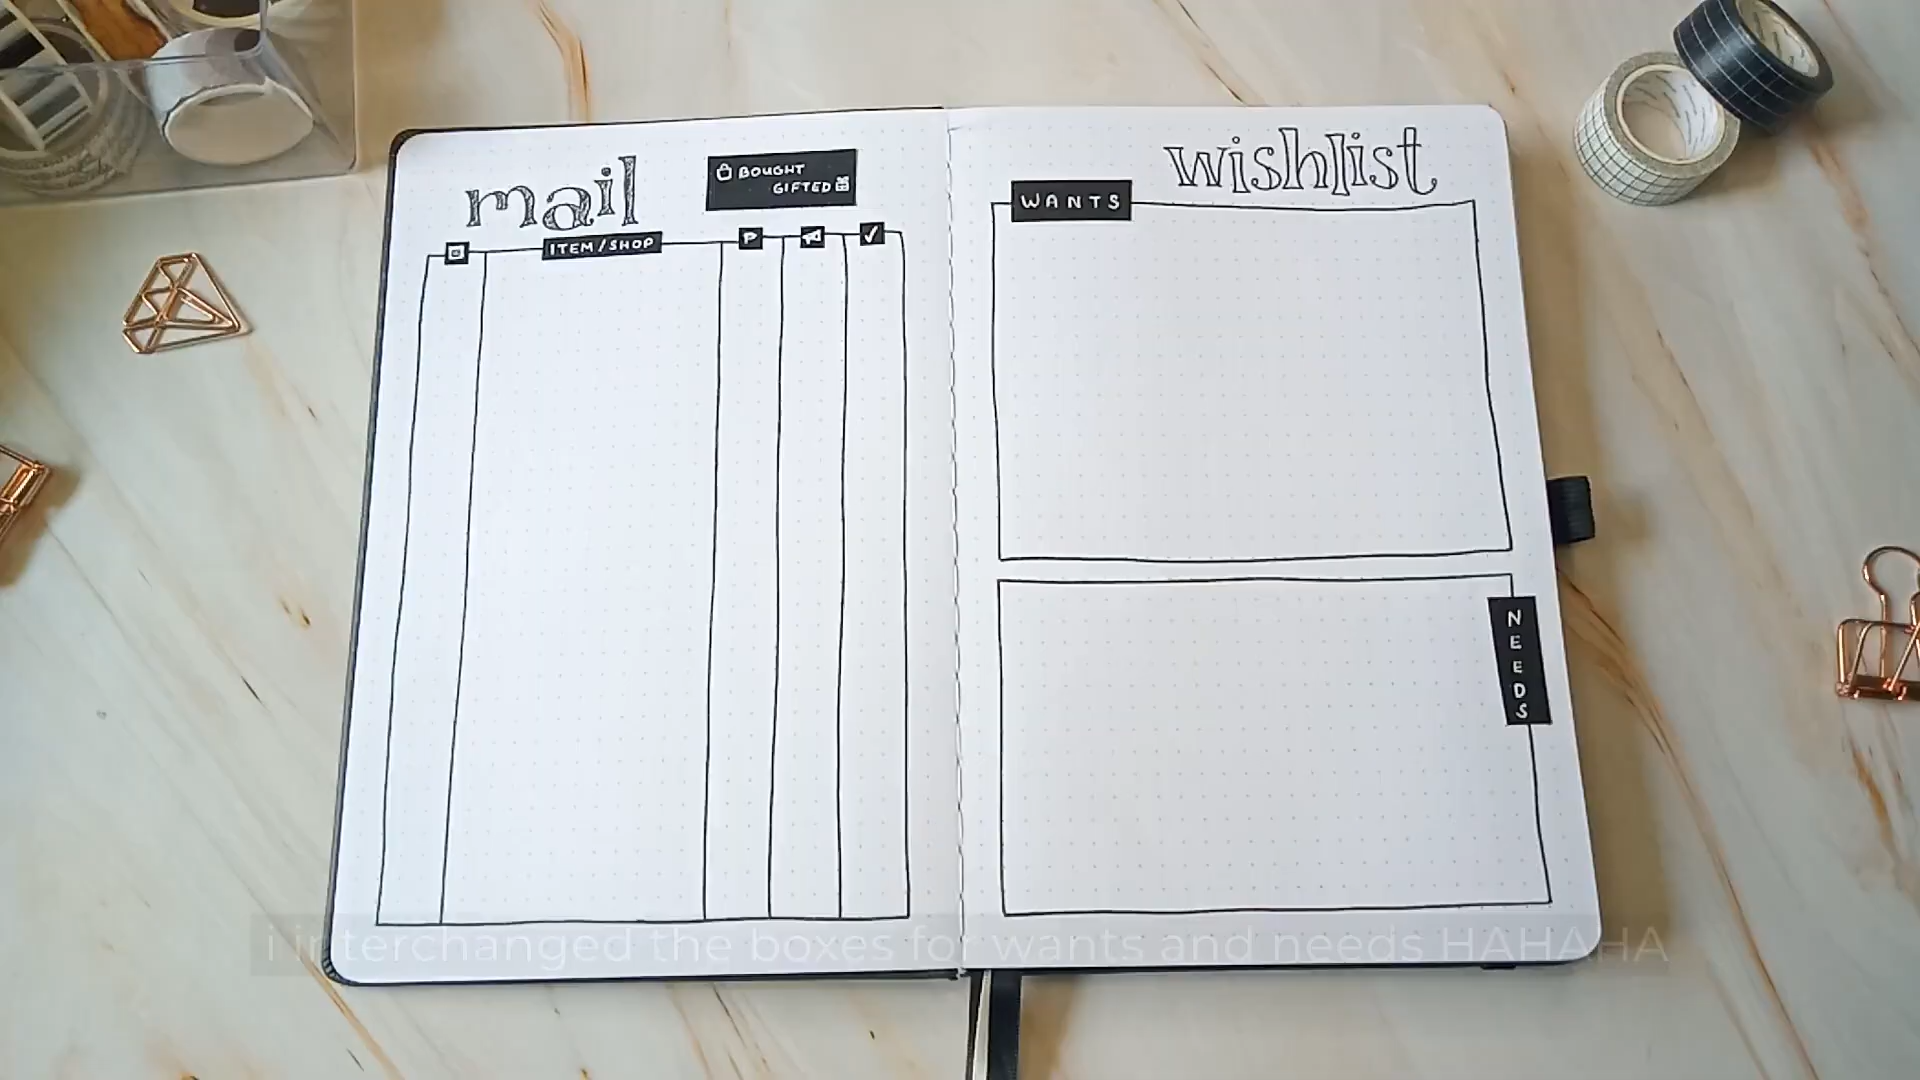 mail
BOUGHT
GIFTED
ITEM/SHOP
P
wishlist
WANTS
NEEDS
i interchanged the boxes for wants and needs HAHAHA